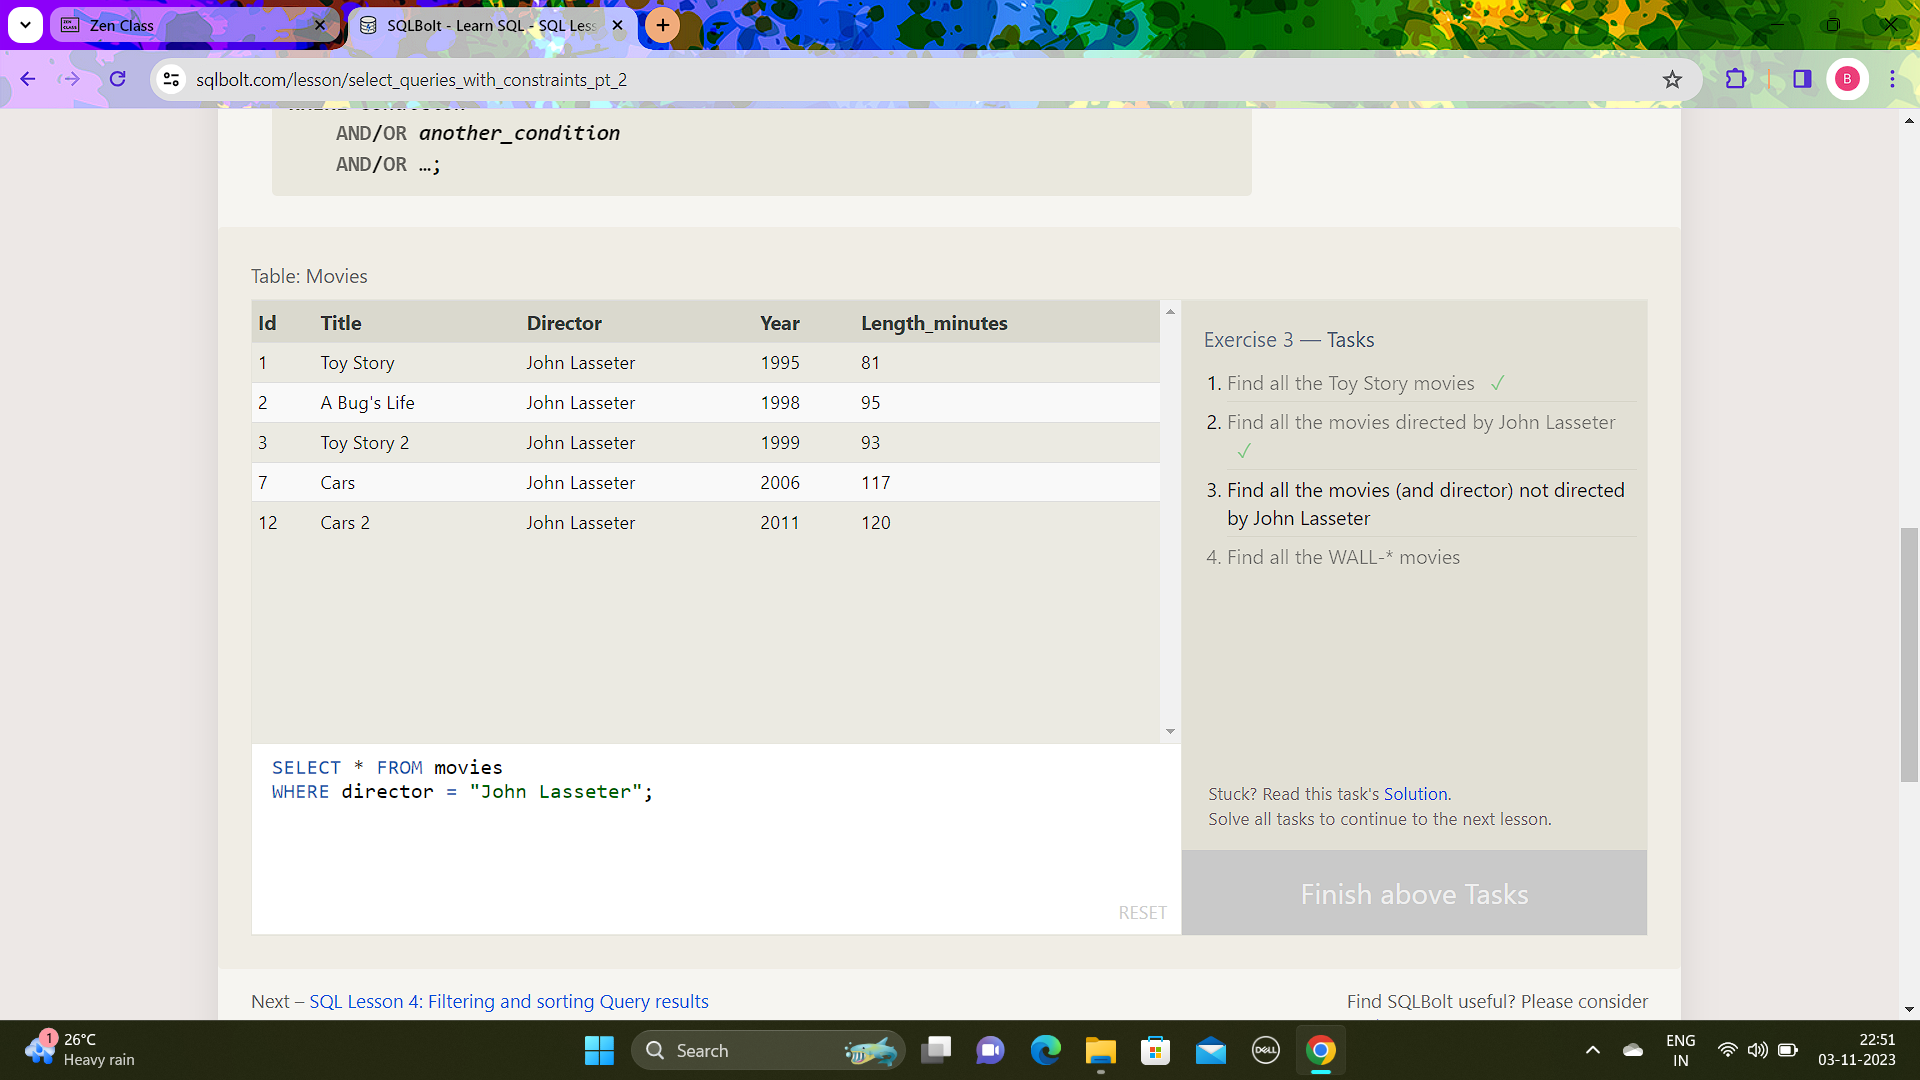 Zen Class
SQLBolt - Learn SQL - SQL Less
sqlbolt.com/lesson/select_queries_with_constraints_pt_2
B
AND/OR another_condition
AND/OR …;
Table: Movies
Id Title Director Year Length_minutes
1 Toy Story John Lasseter 1995 81
2 A Bug's Life John Lasseter 1998 95
3 Toy Story 2 John Lasseter 1999 93
7 Cars John Lasseter 2006 117
12 Cars 2 John Lasseter 2011 120
SELECT * FROM movies
WHERE director = "John Lasseter";
RESET
Exercise 3 — Tasks
1. Find all the Toy Story movies ✓
2. Find all the movies directed by John Lasseter
✓
3. Find all the movies (and director) not directed
by John Lasseter
4. Find all the WALL-* movies
Stuck? Read this task's Solution.
Solve all tasks to continue to the next lesson.
Finish above Tasks
Next – SQL Lesson 4: Filtering and sorting Query results
Find SQLBolt useful? Please consider
1
26°C
Heavy rain
Search
DELL
ENG
IN
22:51
03-11-2023